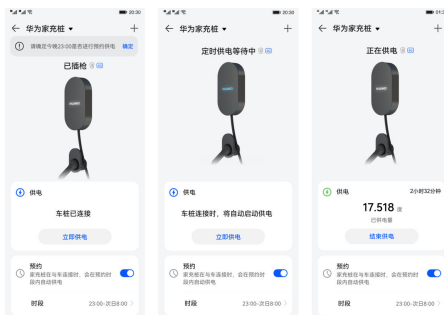 20:30
华为家充桩
请确定今晚23:00是否进行预约供电 确定
已插枪
供电
车桩已连接
立即供电
预约
家充桩在与车连接时，会在预约时段内自动供电
时段 23:00-次日8:00
20:30
华为家充桩
定时供电等待中
供电
车桩连接时，将自动启动供电
立即供电
预约
家充桩在与车连接时，会在预约时
段内自动供电
时段 23:00-次日8:00
华为家充桩
正在供电
供电 2小时32分钟
17.518 度
已供电量
结束供电
预约
家充桩在与车连接时，会在预约时
段内自动供电
时段 23:00-次日8:00